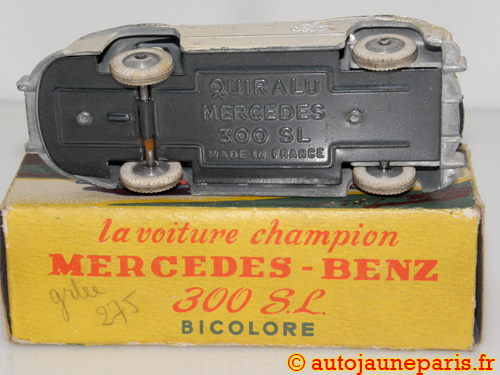 QUIRALU
MERCEDES
300 SL
MADE IN FRANCE
la voiture champion
MERCEDES-BENZ
300 S.L.
BICOLORE
275
© autojauneparis.fr